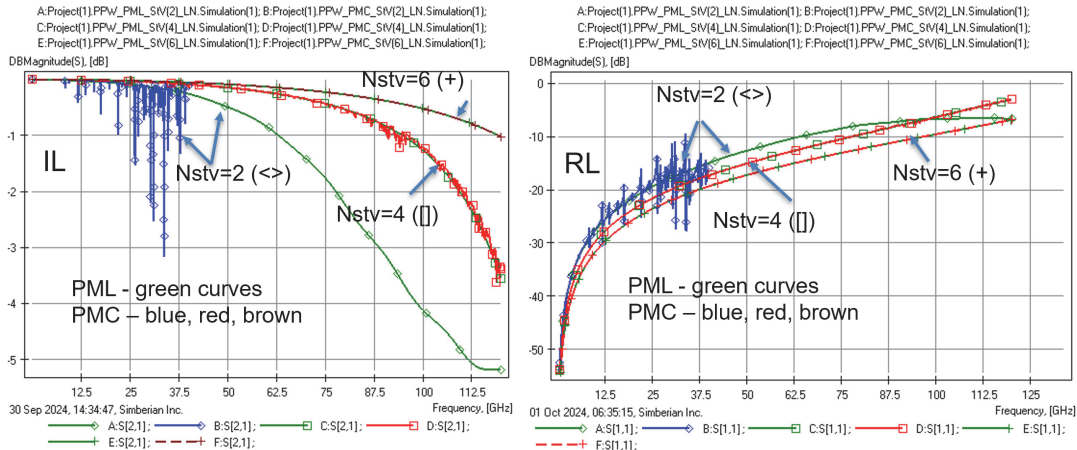 A:Project(1).PPW_PML_StV(2)_LN.Simulation(1); B:Project(1).PPW_PMC_StV(2)_LN.Simulation(1);
C:Project(1).PPW_PML_StV(4)_LN.Simulation(1); D:Project(1).PPW_PMC_StV(4)_LN.Simulation(1);
E:Project(1).PPW_PML_StV(6)_LN.Simulation(1); F:Project(1).PPW_PMC_StV(6)_LN.Simulation(1);
DBMagnitude(S), [dB]
Nstv=6 (+)
-1
IL
Nstv=2 (<>)
-2
Nstv=4 ([])
-3
PML - green curves
PMC – blue, red, brown
-4
-5
12.5 25 37.5 50 62.5 75 87.5 100 112.5
30 Sep 2024, 14:34:47, Simberian Inc.
Frequency, [GHz]
A:S[2,1]; B:S[2,1]; C:S[2,1]; D:S[2,1];
E:S[2,1]; F:S[2,1];
A:Project(1).PPW_PML_StV(2)_LN.Simulation(1); B:Project(1).PPW_PMC_StV(2)_LN.Simulation(1);
C:Project(1).PPW_PML_StV(4)_LN.Simulation(1); D:Project(1).PPW_PMC_StV(4)_LN.Simulation(1);
E:Project(1).PPW_PML_StV(6)_LN.Simulation(1); F:Project(1).PPW_PMC_StV(6)_LN.Simulation(1);
DBMagnitude(S), [dB]
0
Nstv=2 (<>)
-10
RL
Nstv=6 (+)
-20
Nstv=4 ([])
-30
PML - green curves
PMC – blue, red, brown
-40
-50
12.5 25 37.5 50 62.5 75 87.5 100 112.5 125
Frequency, [GHz]
01 Oct 2024, 06:35:15, Simberian Inc.
A:S[1,1]; B:S[1,1]; C:S[1,1]; D:S[1,1]; E:S[1,1];
F:S[1,1];